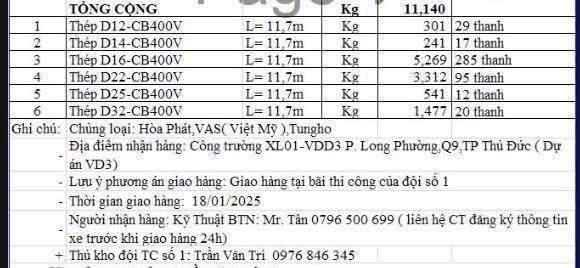 TỔNG CỘNG Kg 11,140
1 Thép D12-CB400V L= 11,7m Kg 301 29 thanh
2 Thép D14-CB400V L= 11,7m Kg 241 17 thanh
3 Thép D16-CB400V L= 11,7m Kg 5,269 285 thanh
4 Thép D22-CB400V L= 11,7m Kg 3,312 95 thanh
5 Thép D25-CB400V L= 11,7m Kg 541 12 thanh
6 Thép D32-CB400V L= 11,7m Kg 1,477 20 thanh
Ghi chú: Chủng loại: Hòa Phát,VAS( Việt Mỹ ),Tungho
- Địa điểm nhận hàng: Công trường XL01-VDD3 P. Long Phường,Q9,TP Thủ Đức ( Dự
án VD3)
- Lưu ý phương án giao hàng: Giao hàng tại bãi thi công của đội số 1
- Thời gian giao hàng: 18/01/2025
- Người nhận hàng: Kỹ Thuật BTN: Mr. Tân 0796 500 699 ( liên hệ CT đăng ký thông tin
xe trước khi giao hàng 24h)
+ Thủ kho đội TC số 1: Trần Văn Trí 0976 846 345